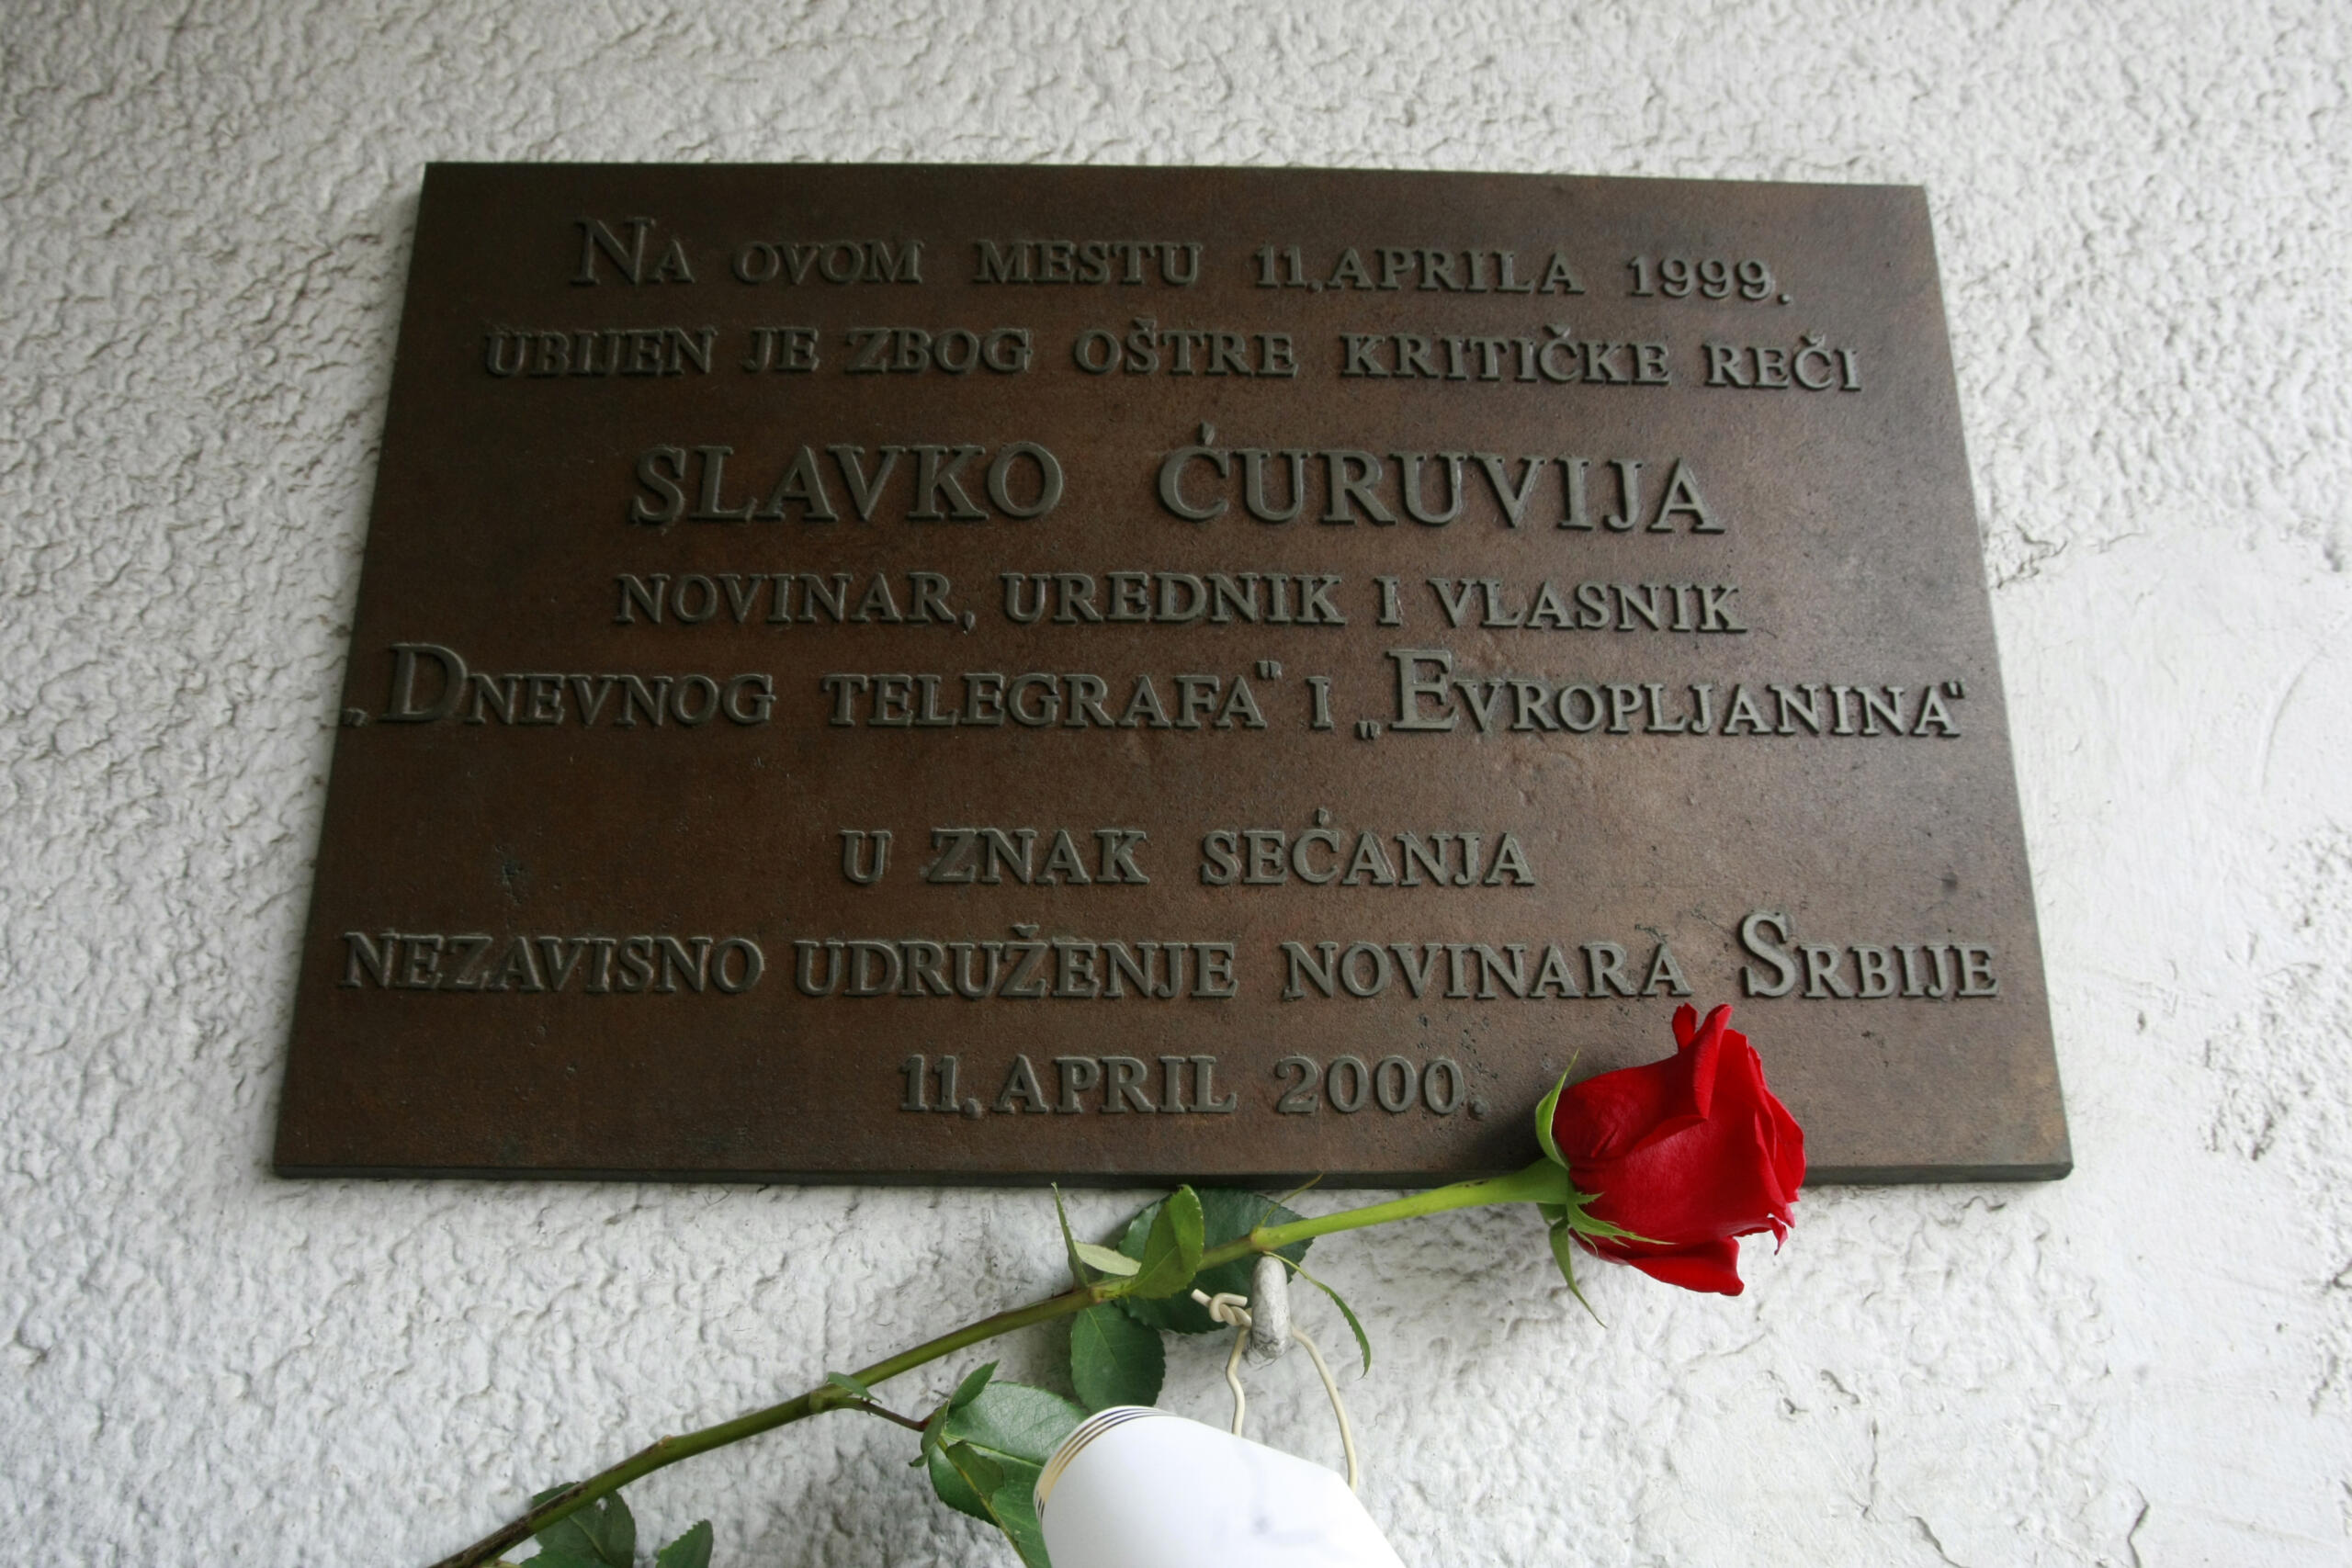 NA OVOM MESTU 11. APRILA 1999.
UBIJEN JE ZBOG OŠTRE KRITIČKE REČI
SLAVKO ĆURUVIJA
NOVINAR, UREDNIK I VLASNIK
„DNEVNOG TELEGRAFA" I „EVROPLJANINA"
U ZNAK SEĆANJA
NEZAVISNO UDRUŽENJE NOVINARA SRBIJE
11. APRIL 2000.